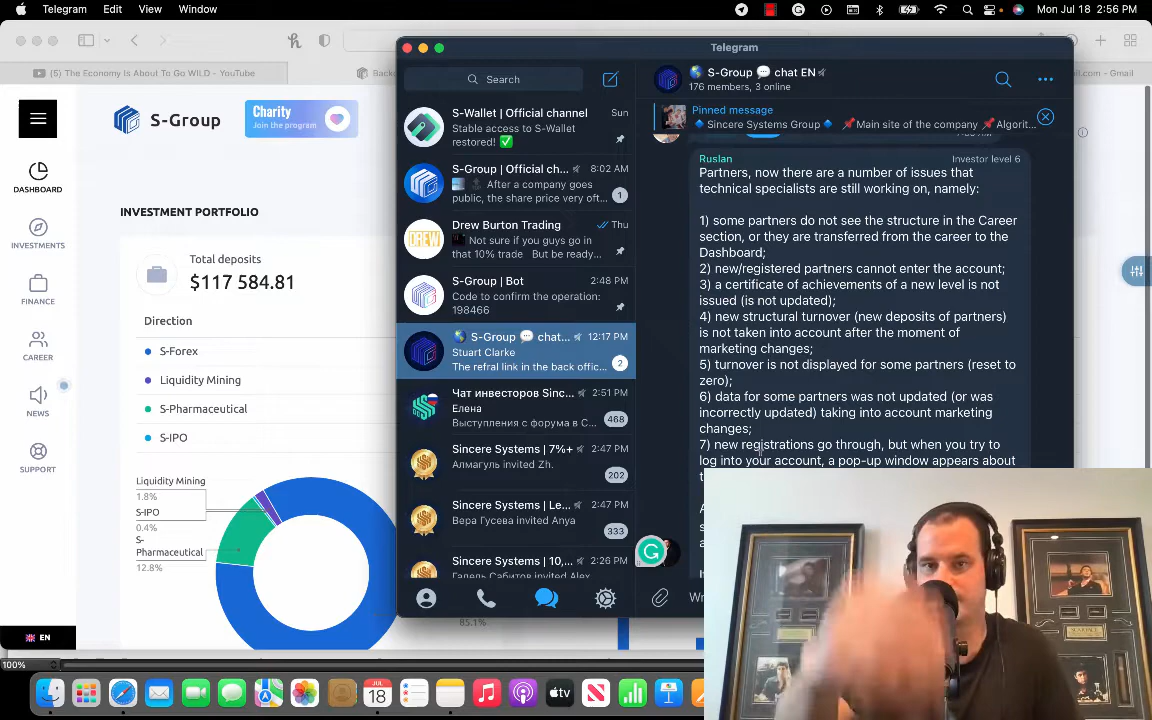 Telegram Edit View Window Help
Mon Jul 18 2:56 PM
(5) The Economy Is About To Go WILD - YouTube
Back
.com – Gmail
S-Group
Charity
Join the program
DASHBOARD
INVESTMENTS
FINANCE
CAREER
NEWS
SUPPORT
EN
100%
INVESTMENT PORTFOLIO
Total deposits
$117 584.81
Direction
S-Forex
Liquidity Mining
S-Pharmaceutical
S-IPO
Liquidity Mining
1.8%
S-IPO
0.4%
S-
Pharmaceutical
12.8%
85.1%
Telegram
Search
S-Wallet | Official channel Sun
Stable access to S-Wallet
restored! ✅
S-Group | Official ch... 8:02 AM
After a company goes
public, the share price very oft... 1
Drew Burton Trading Thu
Not sure if you guys go in
that 10% trade But be ready...
S-Group | Bot 2:48 PM
Code to confirm the operation:
198466
🌎 S-Group 💬 chat... 12:17 PM
Stuart Clarke
The refral link in the back offic... 2
Чат инвесторов Sinc... 2:51 PM
Елена
Выступления с форума в С... 468
Sincere Systems | 7%+ 2:47 PM
Алмагуль invited Zh. 202
Sincere Systems | Le... 2:47 PM
Вера Гусева invited Anya 333
Sincere Systems | 10,... 2:26 PM
Галель Сабитов invited Alex
🌎 S-Group 💬 chat EN
176 members, 3 online
Pinned message
🔷 Sincere Systems Group 🔷 📌Main site of the company 📌Algorit...
Ruslan Investor level 6
Partners, now there are a number of issues that
technical specialists are still working on, namely:
1) some partners do not see the structure in the Career
section, or they are transferred from the career to the
Dashboard;
2) new/registered partners cannot enter the account;
3) a certificate of achievements of a new level is not
issued (is not updated);
4) new structural turnover (new deposits of partners)
is not taken into account after the moment of
marketing changes;
5) turnover is not displayed for some partners (reset to
zero);
6) data for some partners was not updated (or was
incorrectly updated) taking into account marketing
changes;
7) new registrations go through, but when you try to
log into your account, a pop-up window appears about
JUL
18
tv